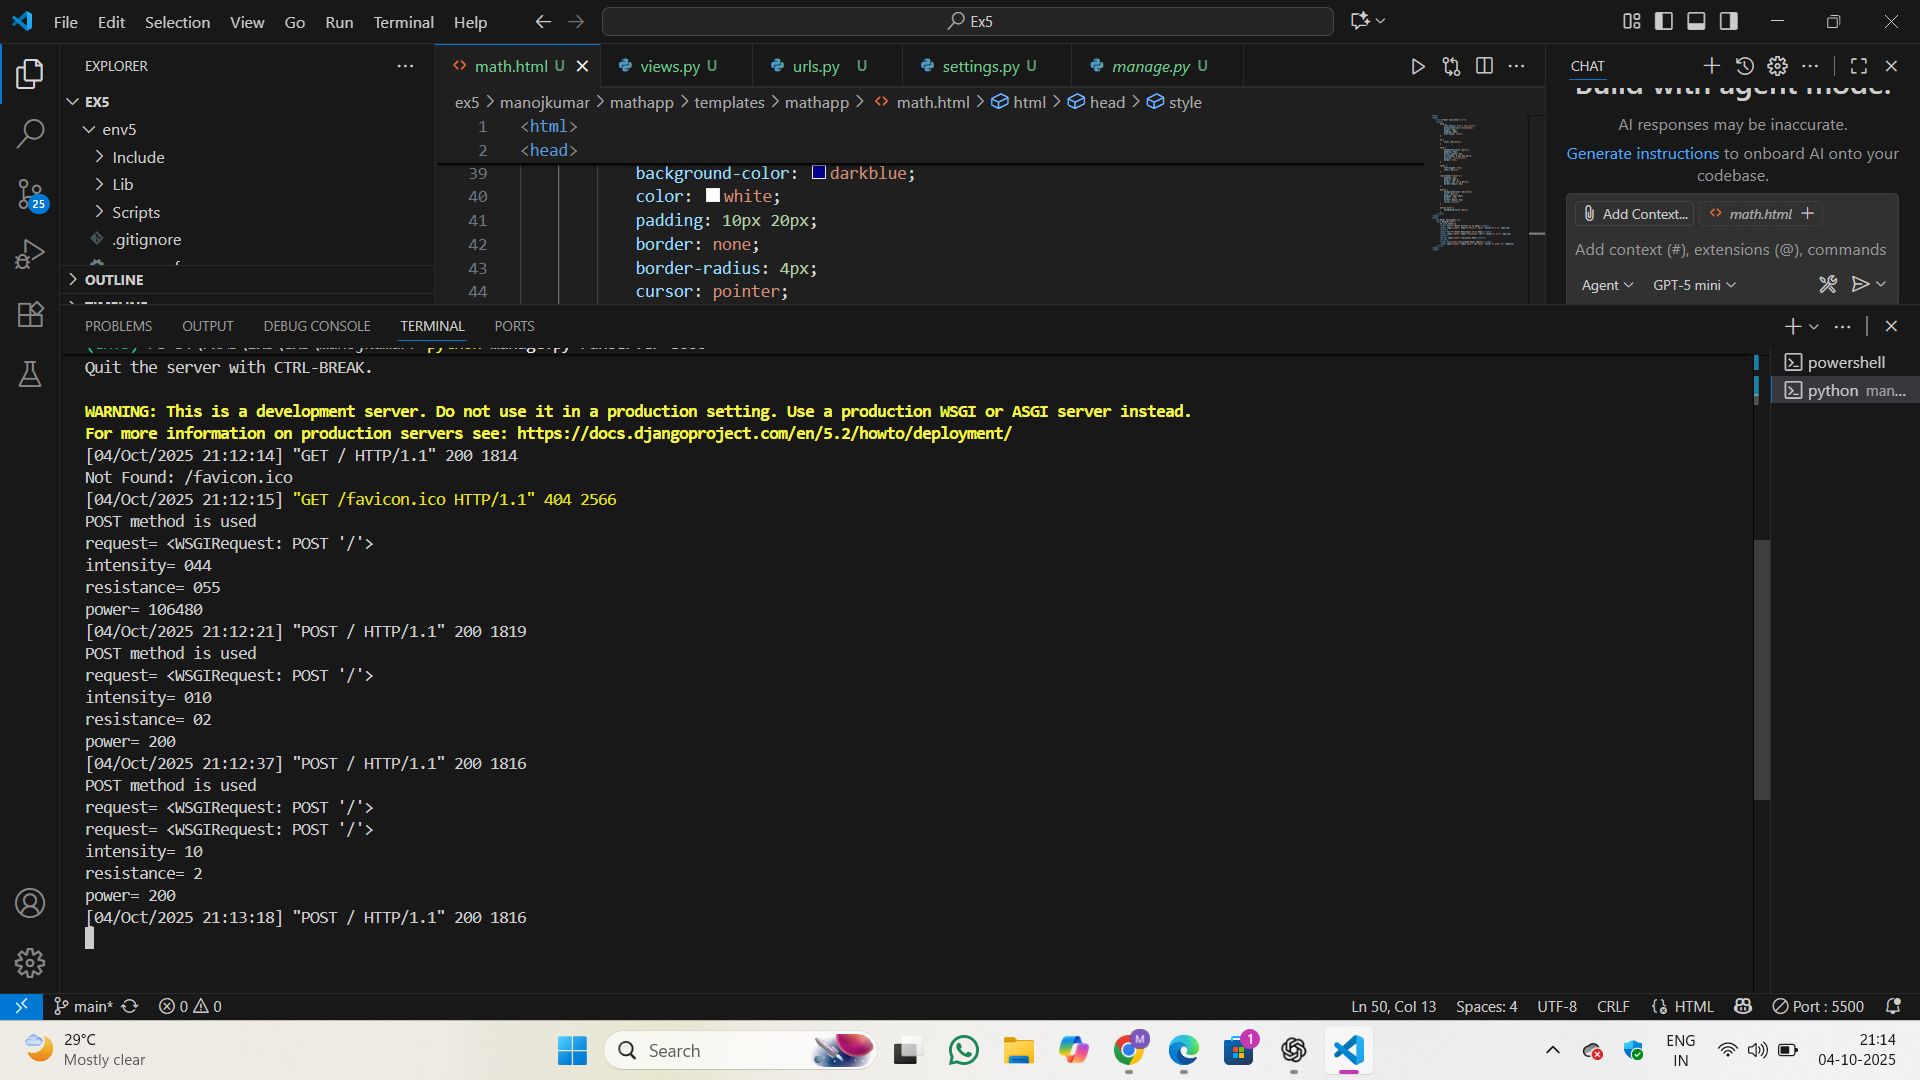 File Edit Selection View Go Run Terminal Help
Ex5
EXPLORER
EX5
env5
Include
Lib
Scripts
.gitignore
OUTLINE
TIMELINE
25
math.html U
views.py U
urls.py U
settings.py U
manage.py U
ex5 > manojkumar > mathapp > templates > mathapp > math.html > html > head > style
1 <html>
2 <head>
39 background-color: darkblue;
40 color: white;
41 padding: 10px 20px;
42 border: none;
43 border-radius: 4px;
44 cursor: pointer;
CHAT
Build with agent mode.
AI responses may be inaccurate.
Generate instructions to onboard AI onto your
codebase.
Add Context... math.html
Add context (#), extensions (@), commands
Agent GPT-5 mini
PROBLEMS OUTPUT DEBUG CONSOLE TERMINAL PORTS
Quit the server with CTRL-BREAK.
WARNING: This is a development server. Do not use it in a production setting. Use a production WSGI or ASGI server instead.
For more information on production servers see: https://docs.djangoproject.com/en/5.2/howto/deployment/
[04/Oct/2025 21:12:14] "GET / HTTP/1.1" 200 1814
Not Found: /favicon.ico
[04/Oct/2025 21:12:15] "GET /favicon.ico HTTP/1.1" 404 2566
POST method is used
request= <WSGIRequest: POST '/'>
intensity= 044
resistance= 055
power= 106480
[04/Oct/2025 21:12:21] "POST / HTTP/1.1" 200 1819
POST method is used
request= <WSGIRequest: POST '/'>
intensity= 010
resistance= 02
power= 200
[04/Oct/2025 21:12:37] "POST / HTTP/1.1" 200 1816
POST method is used
request= <WSGIRequest: POST '/'>
request= <WSGIRequest: POST '/'>
intensity= 10
resistance= 2
power= 200
[04/Oct/2025 21:13:18] "POST / HTTP/1.1" 200 1816
powershell
python man...
main* 0 0
Ln 50, Col 13 Spaces: 4 UTF-8 CRLF HTML Port : 5500
29°C
Mostly clear
Search
M
1
ENG
IN
21:14
04-10-2025